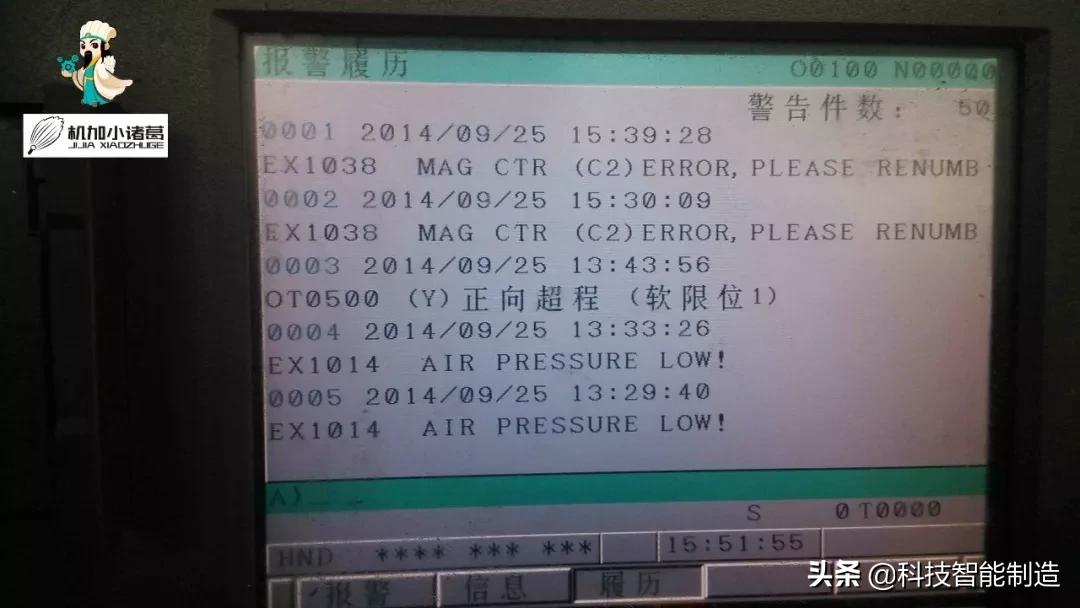 机加小诸葛
JIJIA XIAOZHUGE
报警履历 O0100 N00000
警告件数: 50
0001 2014/09/25 15:39:28
EX1038 MAG CTR (C2)ERROR,PLEASE RENUMB
0002 2014/09/25 15:30:09
EX1038 MAG CTR (C2)ERROR,PLEASE RENUMB
0003 2014/09/25 13:43:56
OT0500 (Y)正向超程 (软限位1)
0004 2014/09/25 13:33:26
EX1014 AIR PRESSURE LOW!
0005 2014/09/25 13:29:40
EX1014 AIR PRESSURE LOW!
A)_
S 0 T0000
HND **** *** *** 15:51:55
报警 信息 履历
头条 @科技智能制造